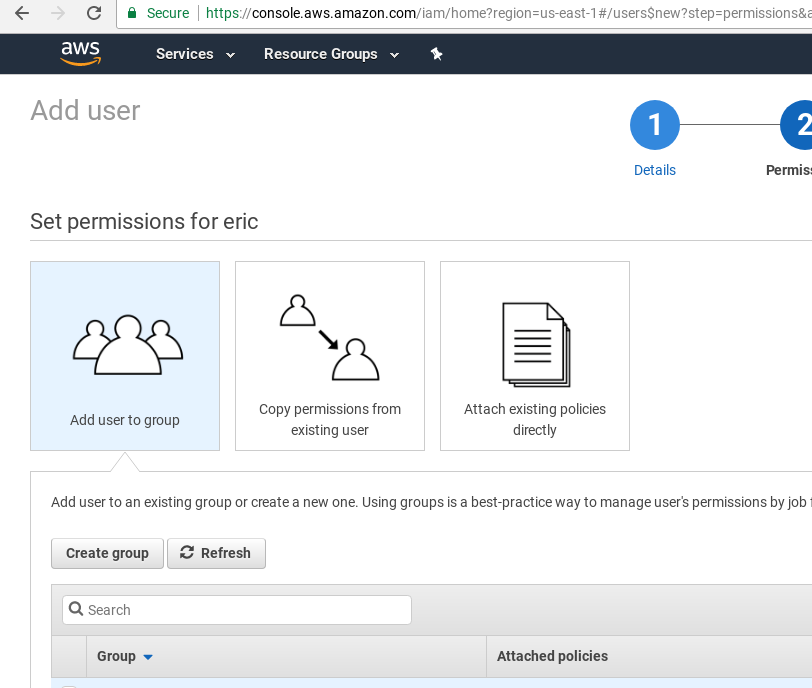 Secure https://console.aws.amazon.com/iam/home?region=us-east-1#/users$new?step=permissions&
aws Services Resource Groups
Add user
1 2
Details Permiss
Set permissions for eric
Add user to group
Copy permissions from
existing user
Attach existing policies
directly
Add user to an existing group or create a new one. Using groups is a best-practice way to manage user's permissions by job
Create group Refresh
Search
Group Attached policies